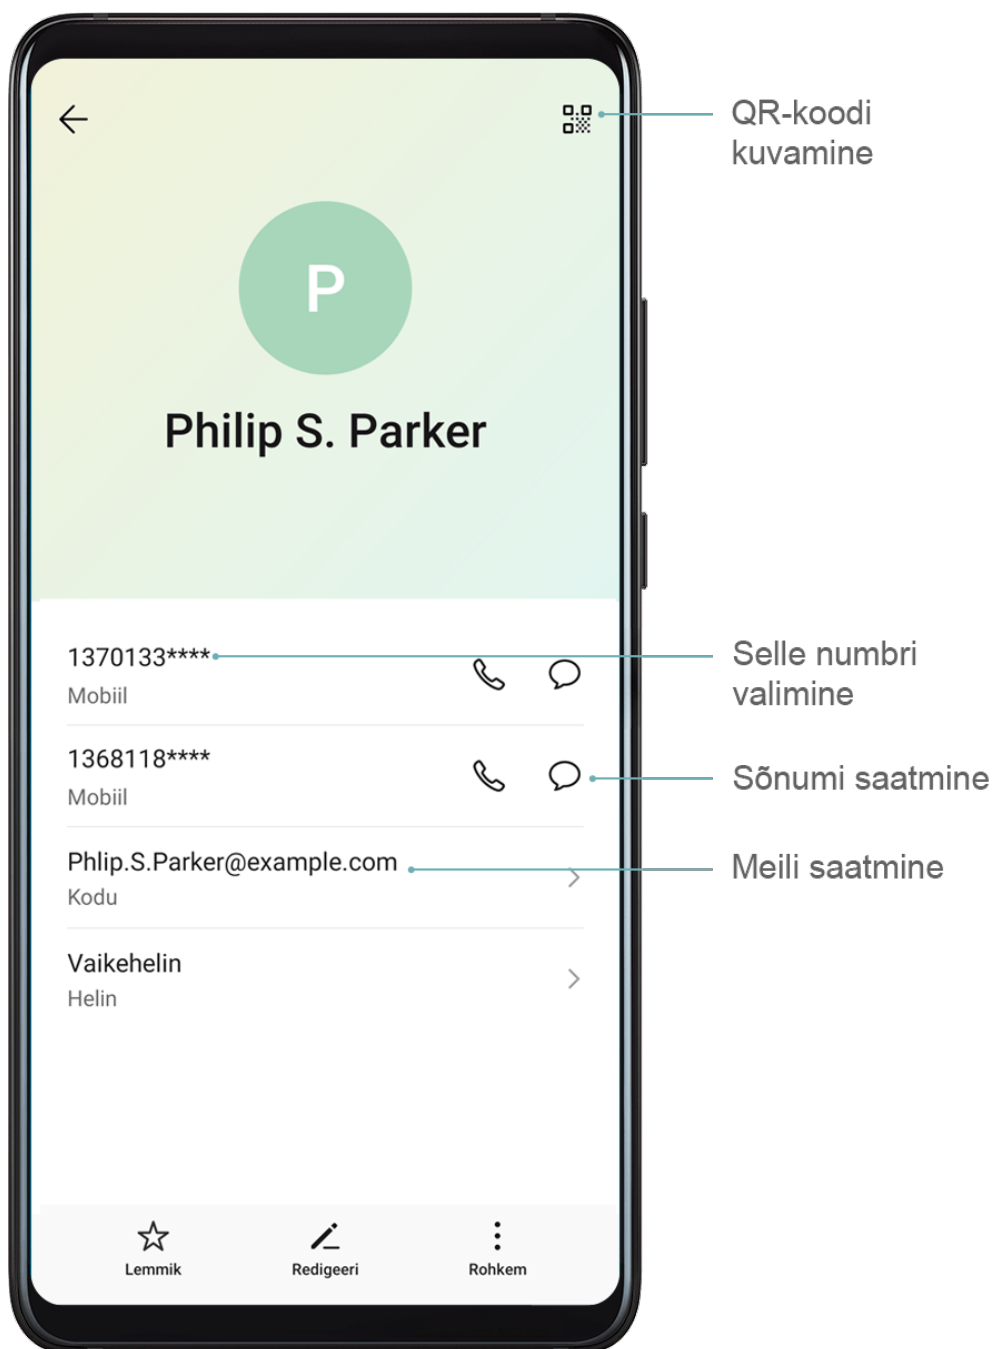 QR-koodi
kuvamine
P
Philip S. Parker
1370133****
Mobiil
Selle numbri
valimine
1368118****
Mobiil
Sõnumi saatmine
Phlip.S.Parker@example.com
Kodu
Meili saatmine
Vaikehelin
Helin
Lemmik
Redigeeri
Rohkem